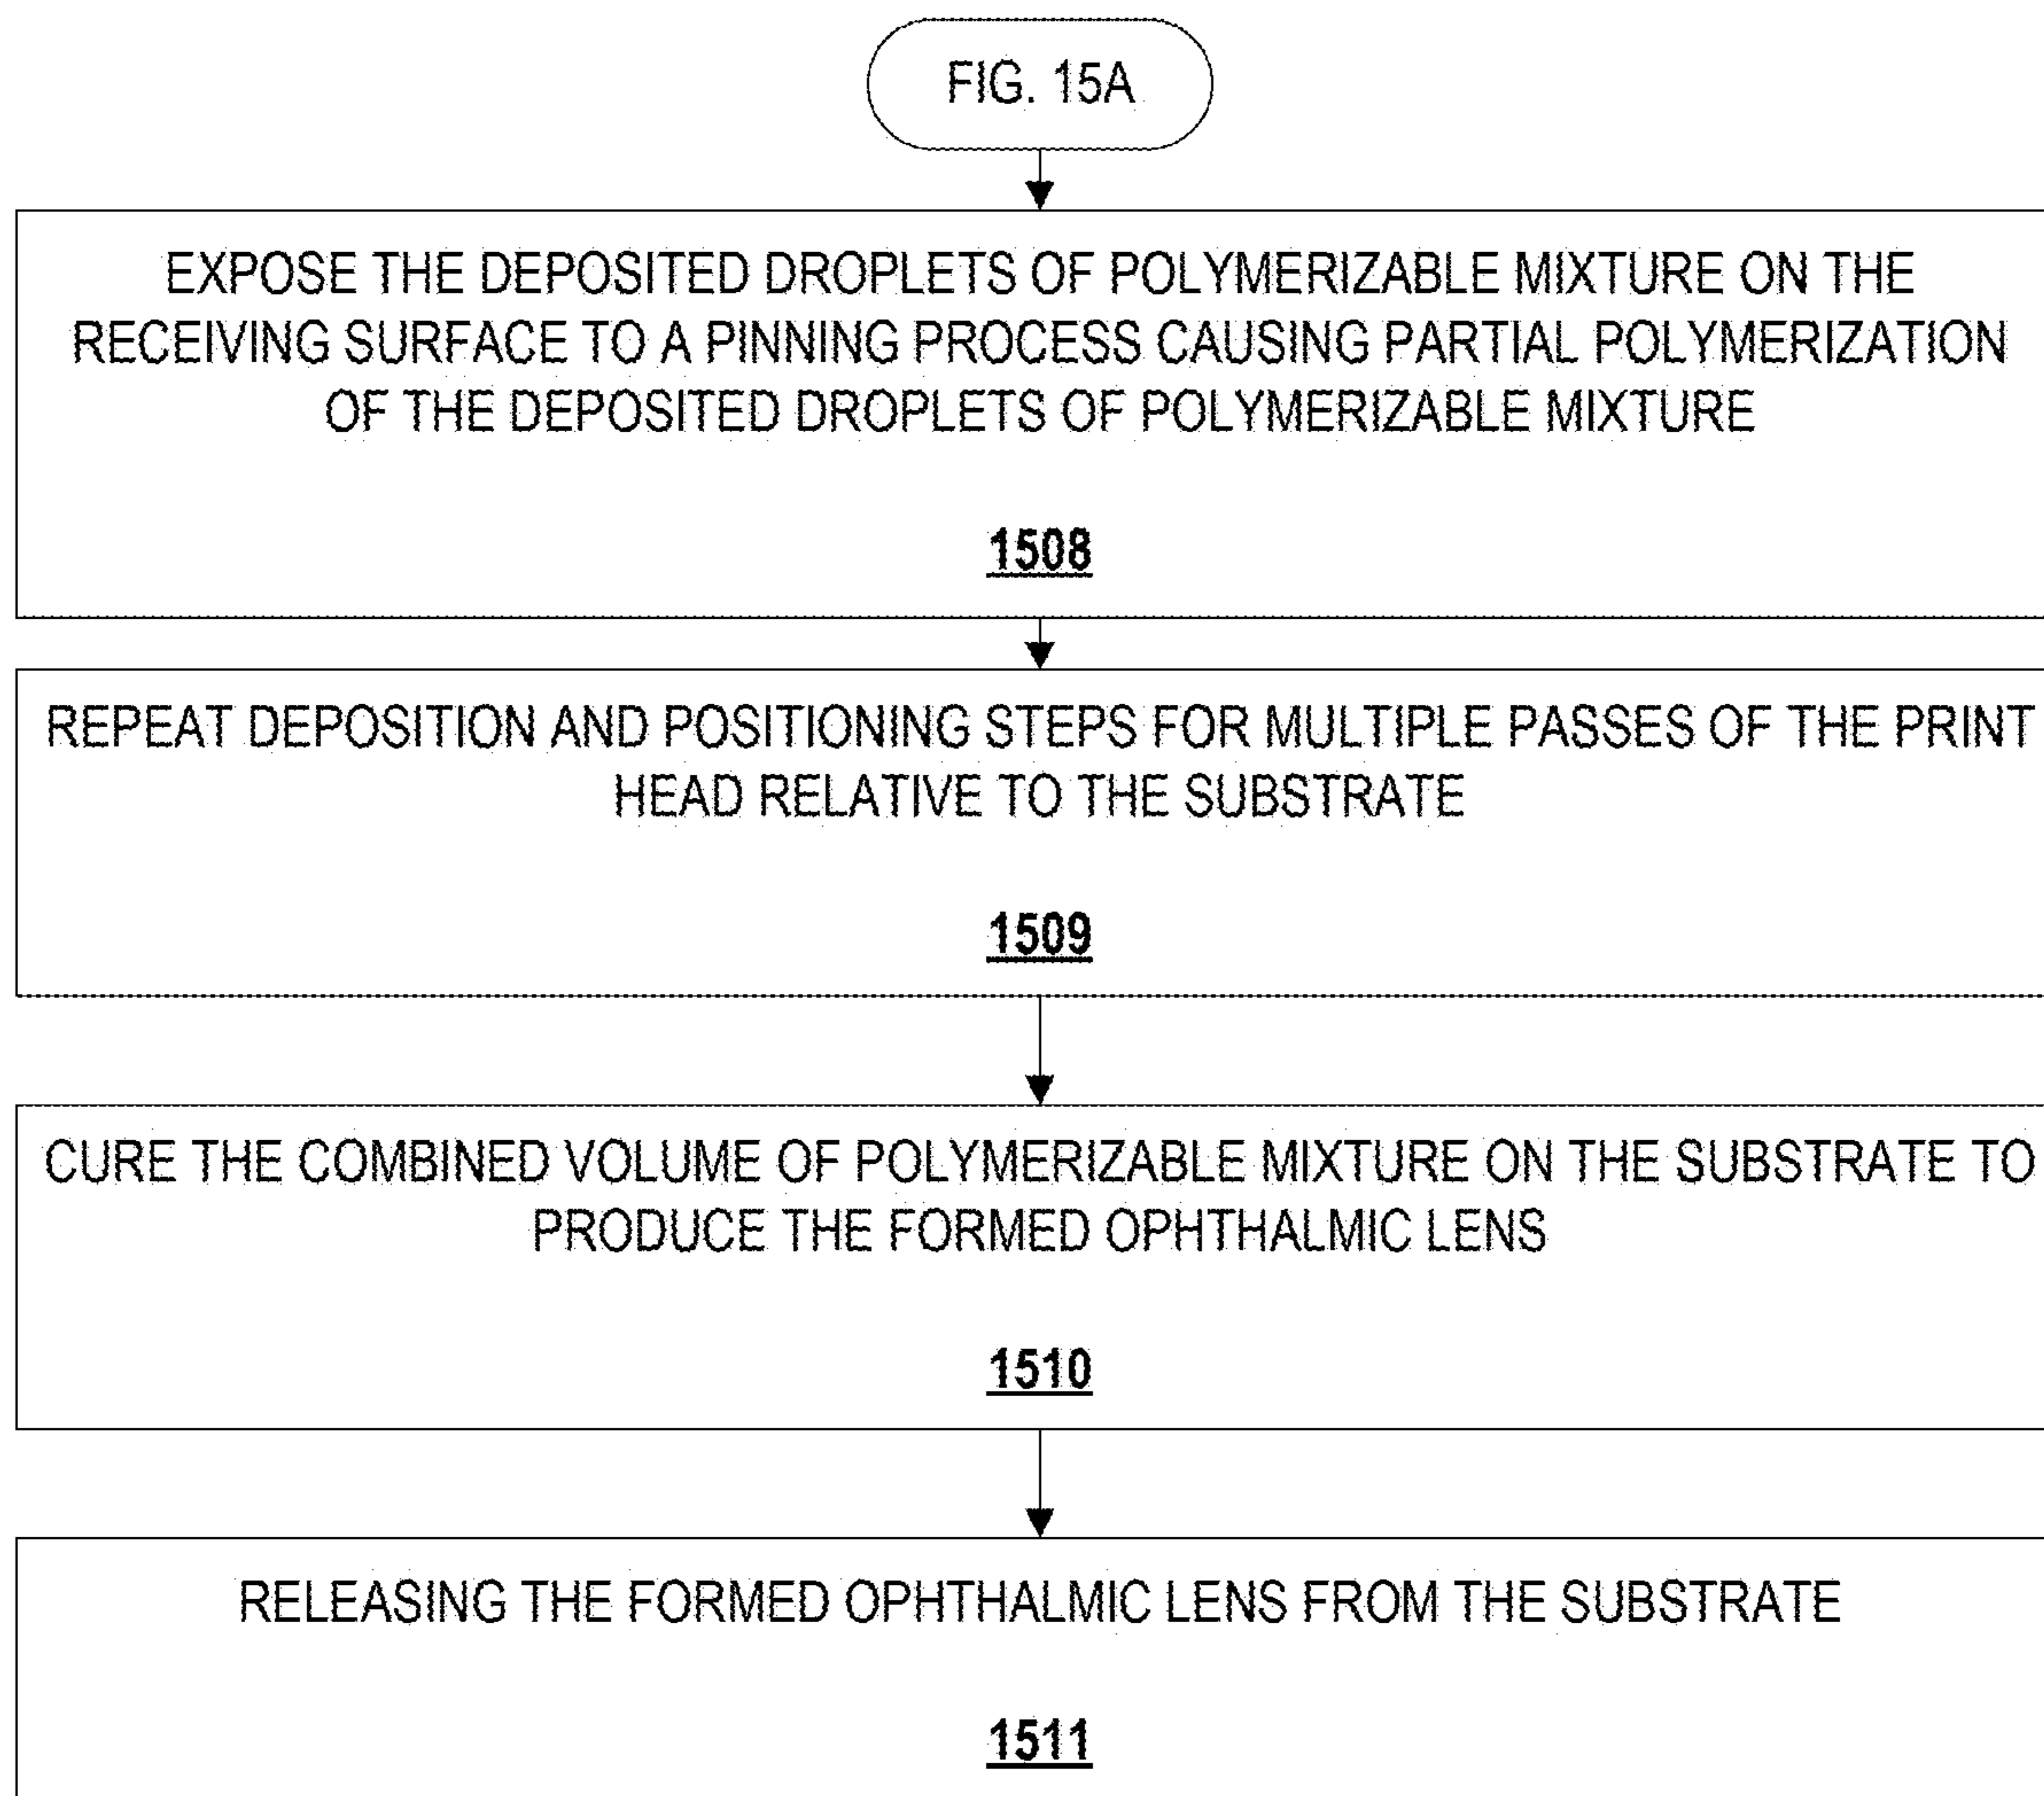 FIG. 15A
EXPOSE THE DEPOSITED DROPLETS OF POLYMERIZABLE MIXTURE ON THE
RECEIVING SURFACE TO A PINNING PROCESS CAUSING PARTIAL POLYMERIZATION
OF THE DEPOSITED DROPLETS OF POLYMERIZABLE MIXTURE
1508
REPEAT DEPOSITION AND POSITIONING STEPS FOR MULTIPLE PASSES OF THE PRINT
HEAD RELATIVE TO THE SUBSTRATE
1509
CURE THE COMBINED VOLUME OF POLYMERIZABLE MIXTURE ON THE SUBSTRATE TO
PRODUCE THE FORMED OPHTHALMIC LENS
1510
RELEASING THE FORMED OPHTHALMIC LENS FROM THE SUBSTRATE
1511